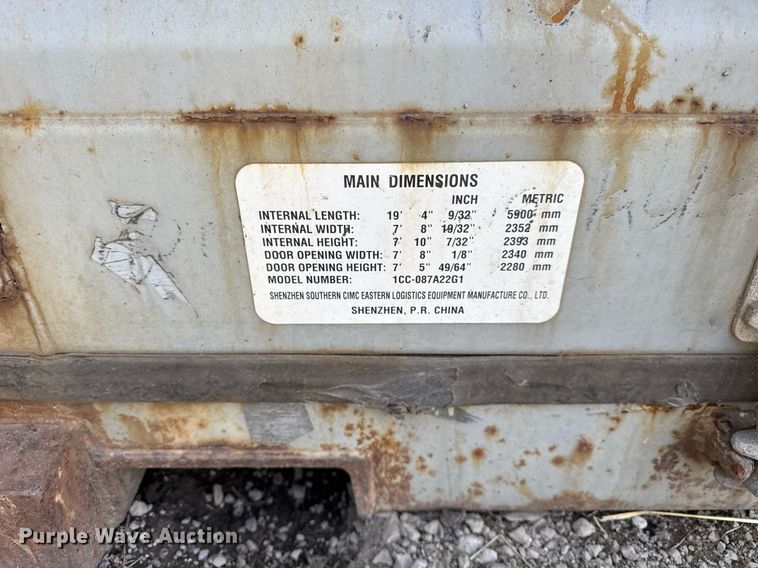 MAIN DIMENSIONS
INCH METRIC
INTERNAL LENGTH: 19' 4" 9/32" 5900 mm
INTERNAL WIDTH: 7' 8" 19/32" 2352 mm
INTERNAL HEIGHT: 7' 10" 7/32" 2393 mm
DOOR OPENING WIDTH: 7' 8" 1/8" 2340 mm
DOOR OPENING HEIGHT: 7' 5" 49/64" 2280 mm
MODEL NUMBER: 1CC-087A22G1
SHENZHEN SOUTHERN CIMC EASTERN LOGISTICS EQUIPMENT MANUFACTURE CO., LTD.
SHENZHEN, P.R. CHINA
Purple Wave Auction